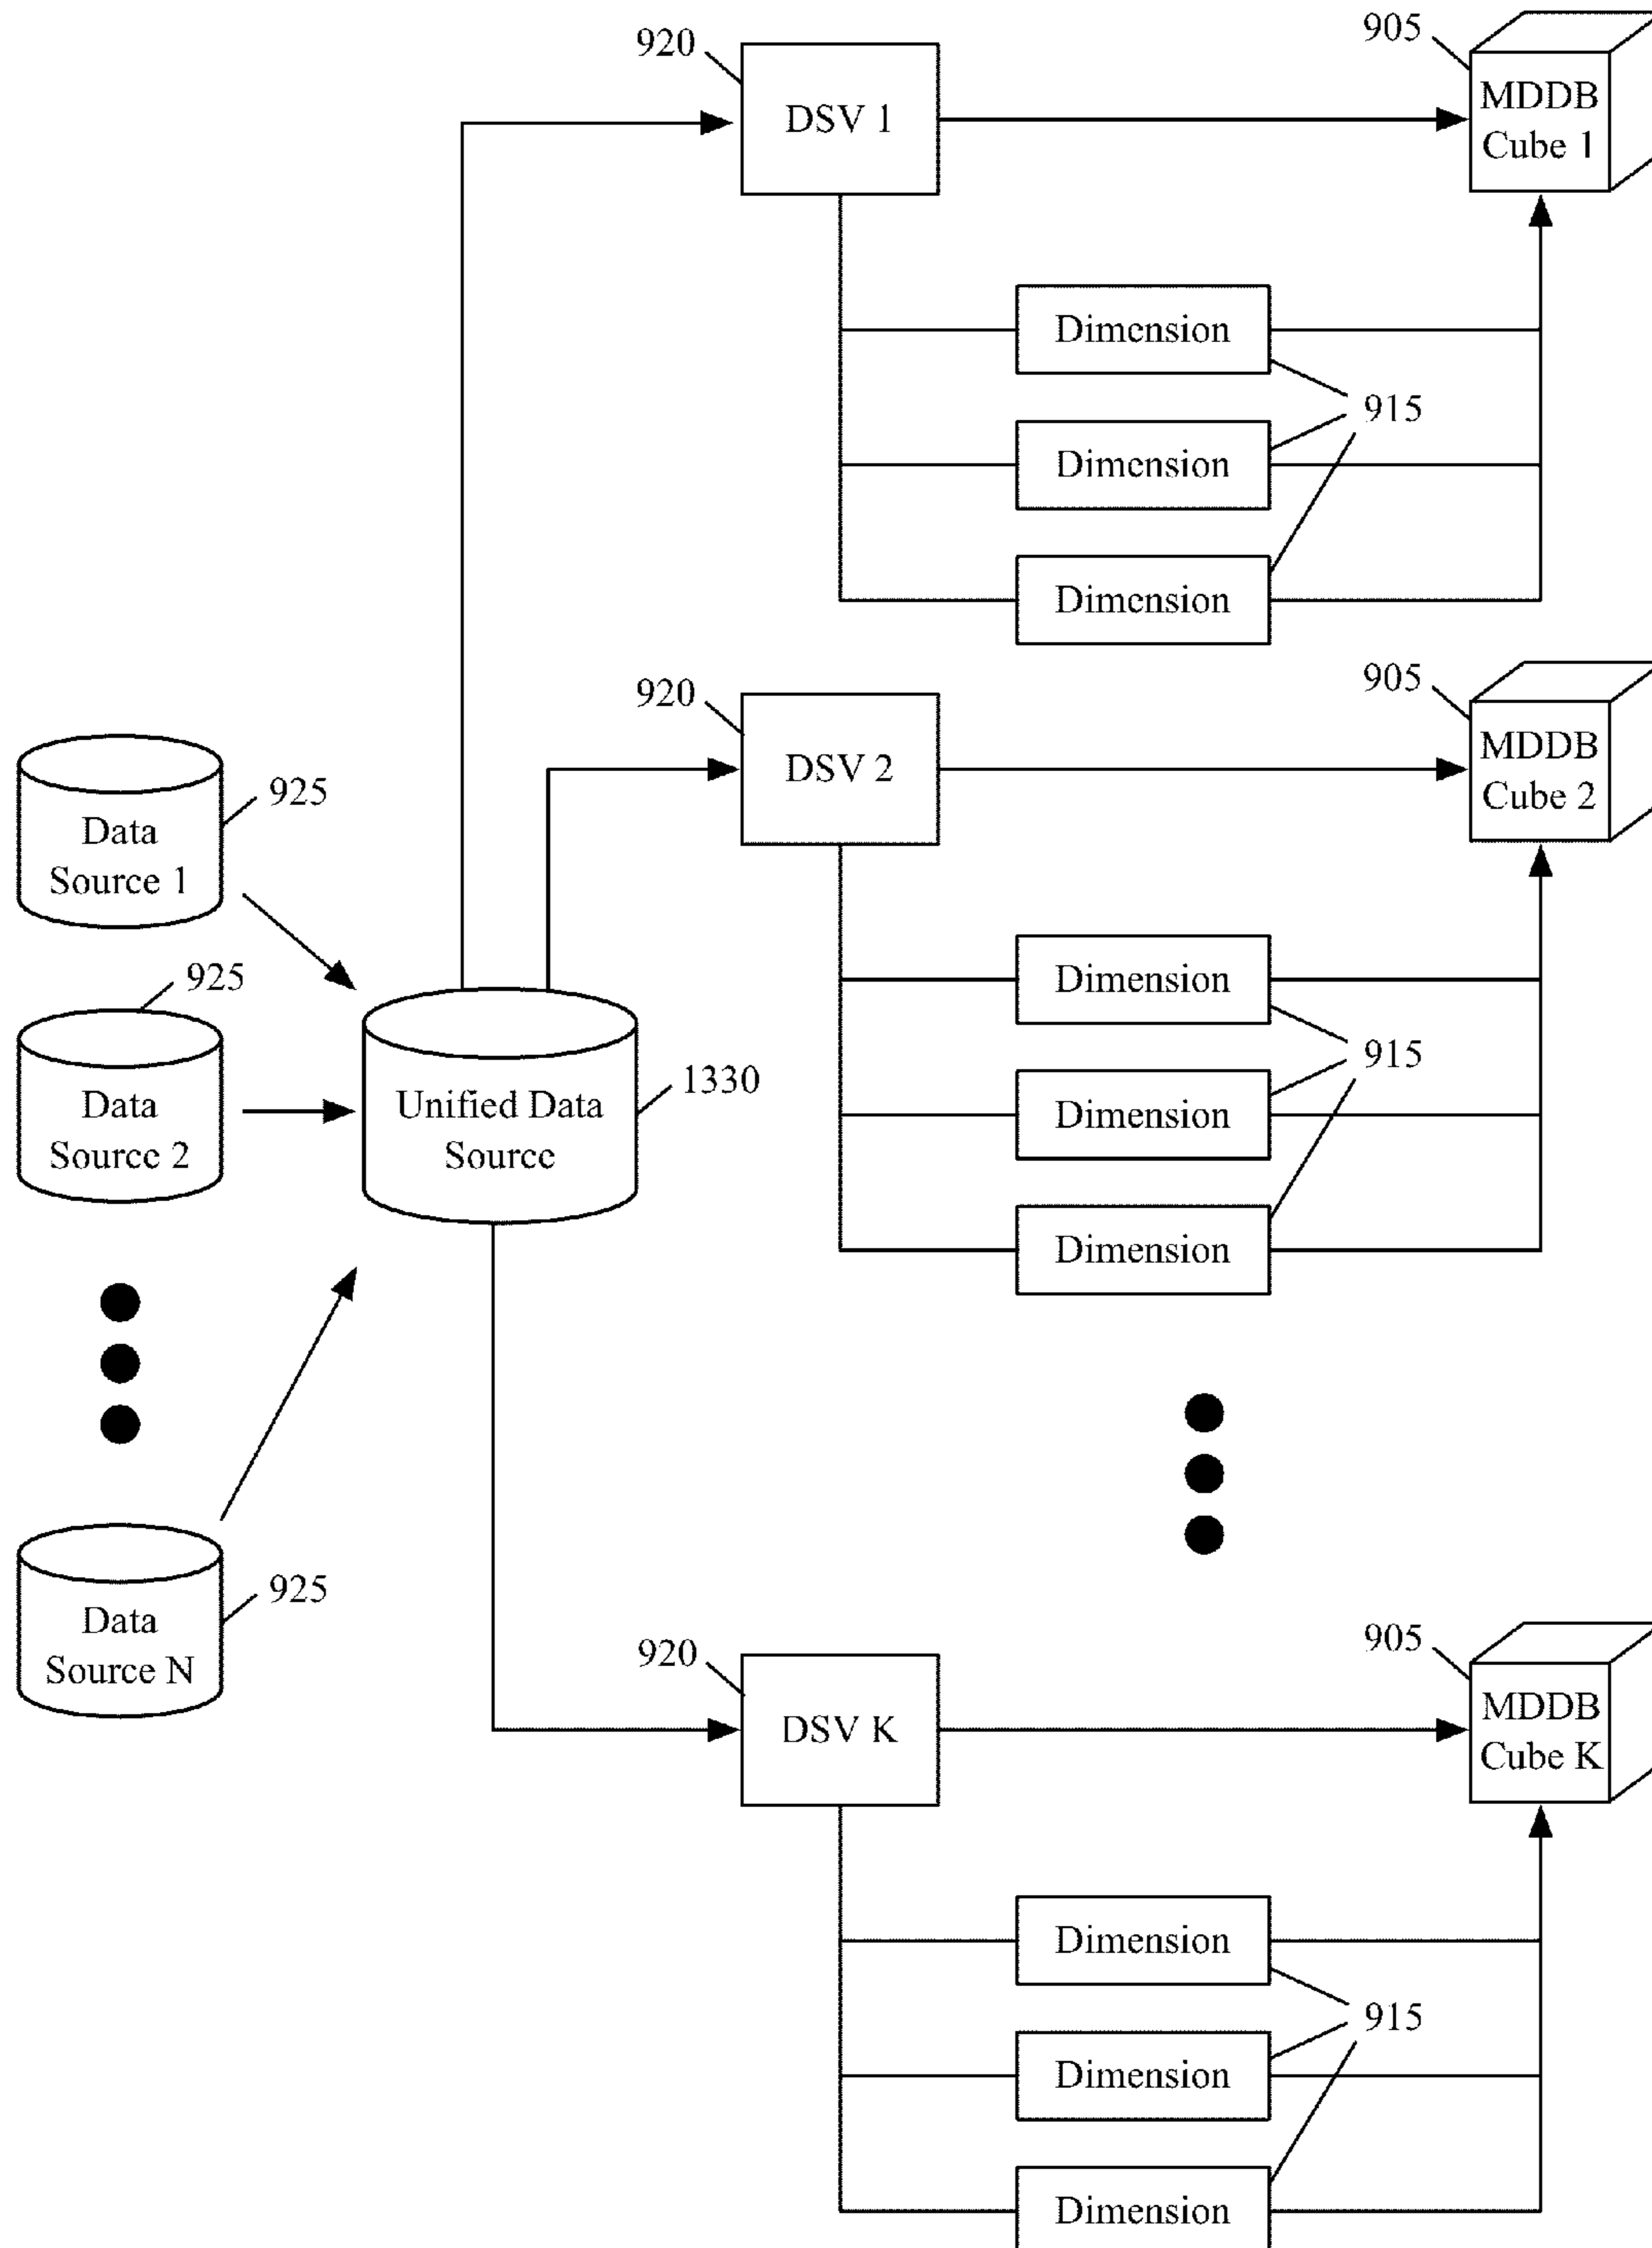 920
DSV 1
905
MDDB
Cube 1
Dimension
915
Dimension
Dimension
920
DSV 2
905
MDDB
Cube 2
Dimension
915
Dimension
Dimension
925
Data
Source 1
925
Data
Source 2
1330
Unified Data
Source
925
Data
Source N
920
DSV K
905
MDDB
Cube K
Dimension
915
Dimension
Dimension